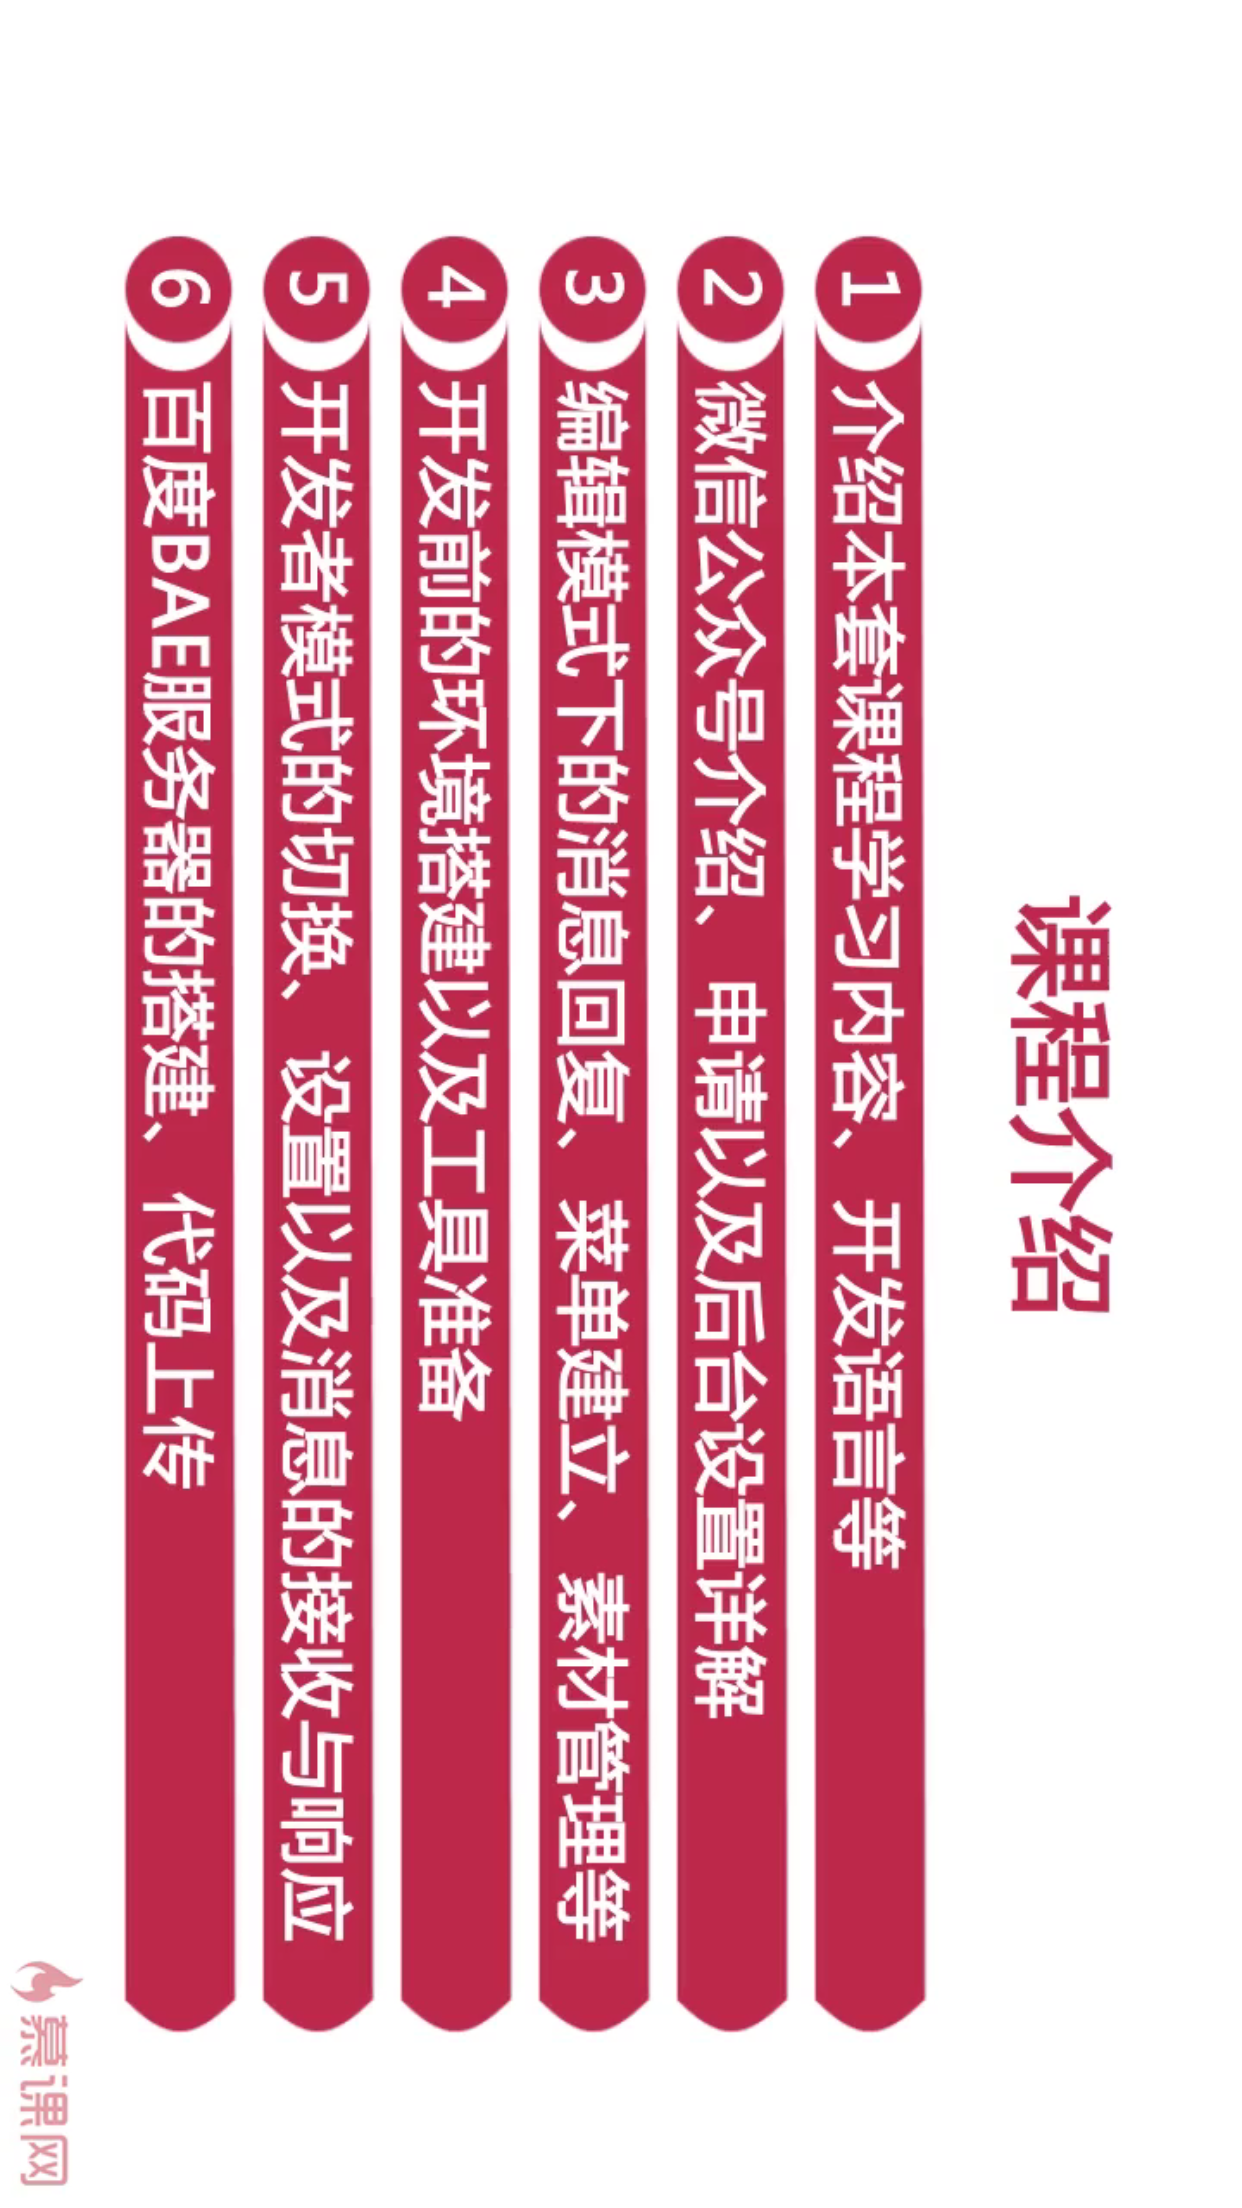 课程介绍
1 介绍本套课程学习内容、开发语言等
2 微信公众号介绍、申请以及后台设置详解
3 编辑模式下的消息回复、菜单建立、素材管理等
4 开发前的环境搭建以及工具准备
5 开发者模式的切换、设置以及消息的接收与响应
6 百度BAE服务器的搭建、代码上传
慕课网